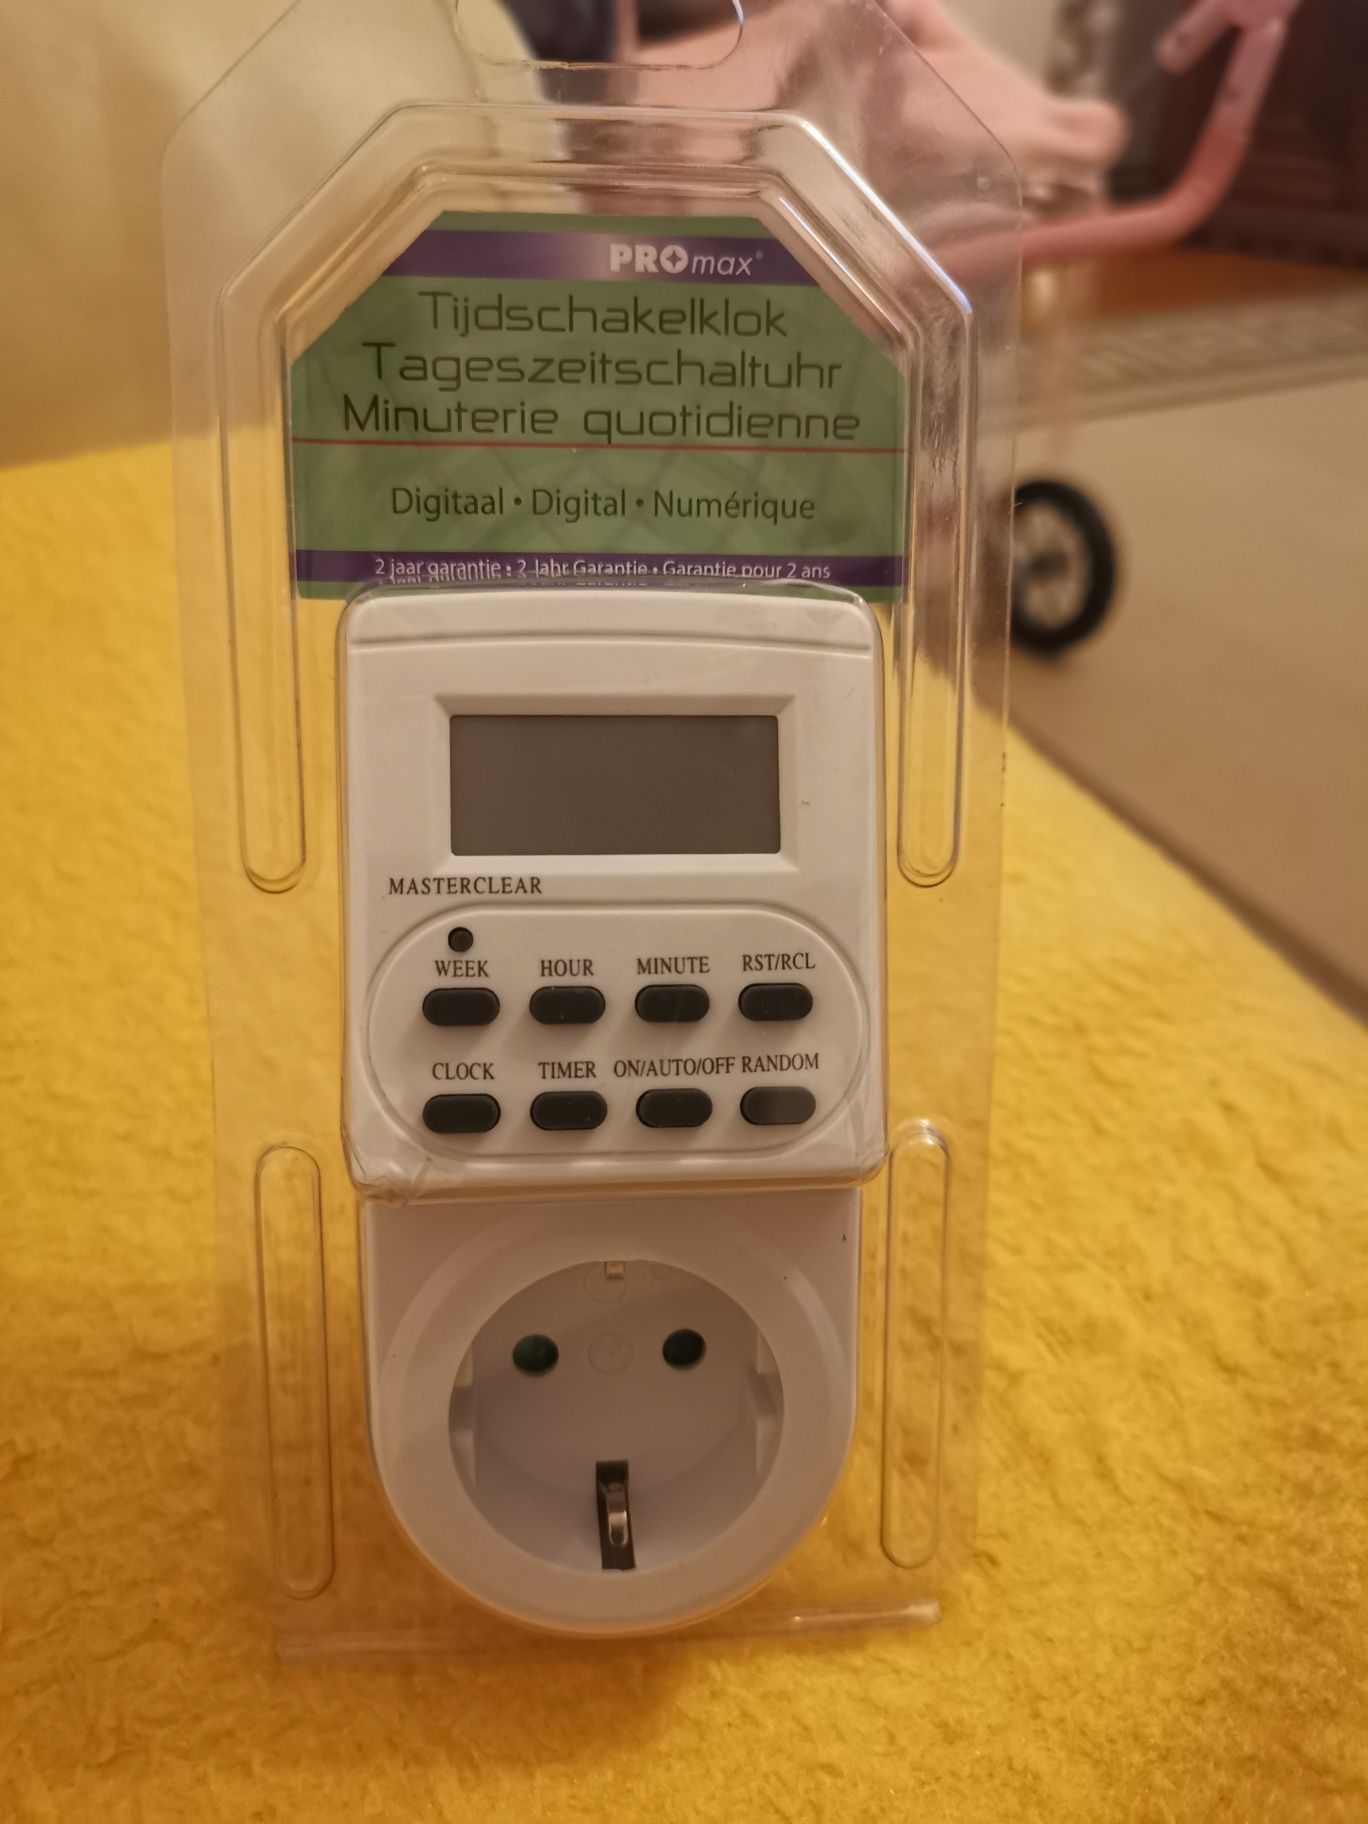 PROmax®
Tijdschakelklok
Tageszeitschaltuhr
Minuterie quotidienne
Digitaal • Digital • Numérique
2 jaar garantie • 2 Jahr Garantie • Garantie pour 2 ans
MASTERCLEAR
WEEK HOUR MINUTE RST/RCL
CLOCK TIMER ON/AUTO/OFF RANDOM